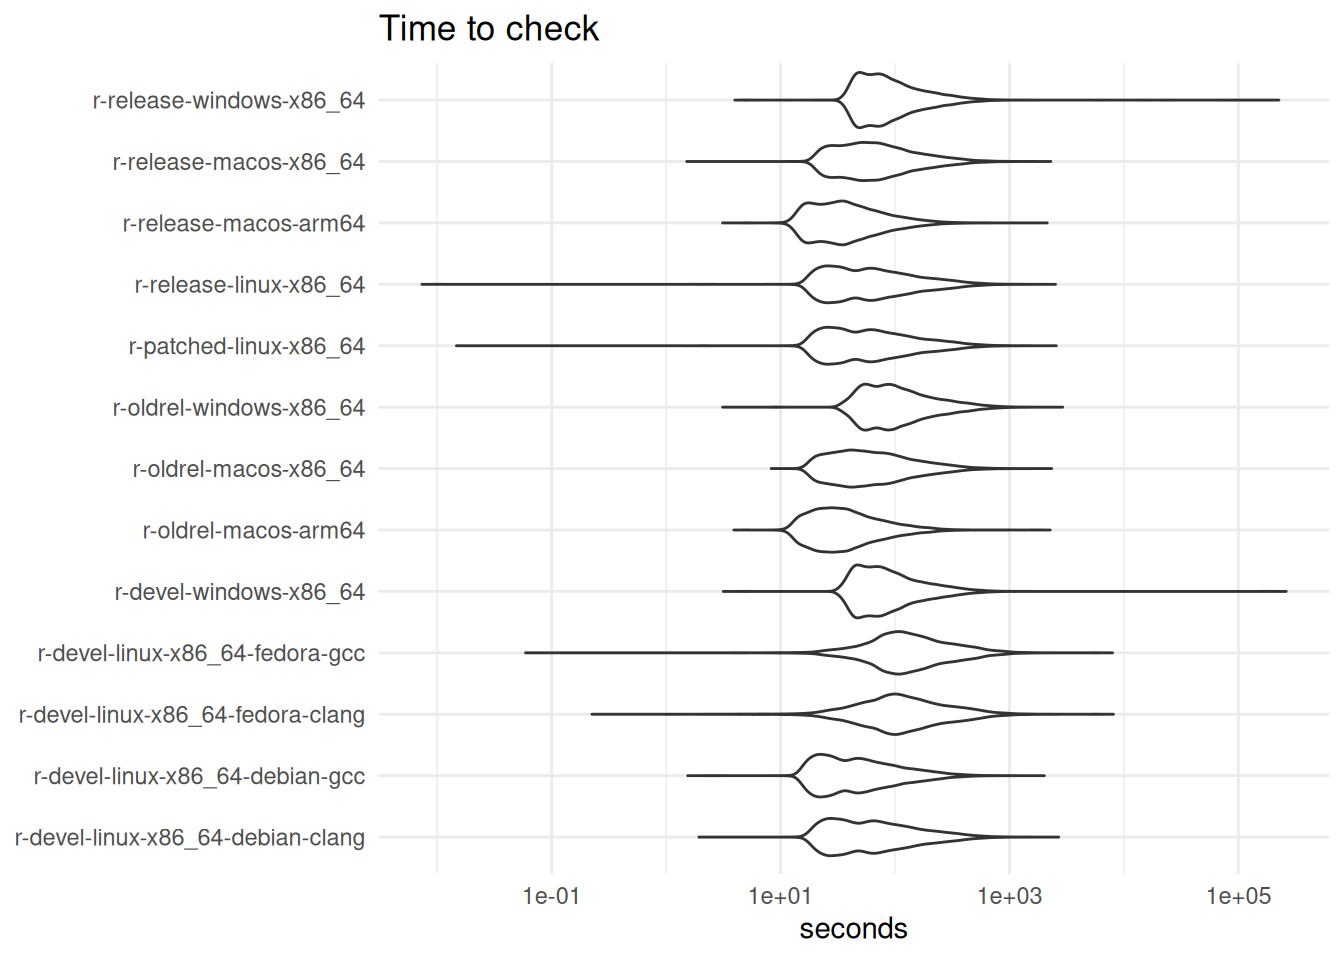 Time to check
r-release-windows-x86_64
r-release-macos-x86_64
r-release-macos-arm64
r-release-linux-x86_64
r-patched-linux-x86_64
r-oldrel-windows-x86_64
r-oldrel-macos-x86_64
r-oldrel-macos-arm64
r-devel-windows-x86_64
r-devel-linux-x86_64-fedora-gcc
r-devel-linux-x86_64-fedora-clang
r-devel-linux-x86_64-debian-gcc
r-devel-linux-x86_64-debian-clang
1e-01 1e+01 1e+03 1e+05
seconds